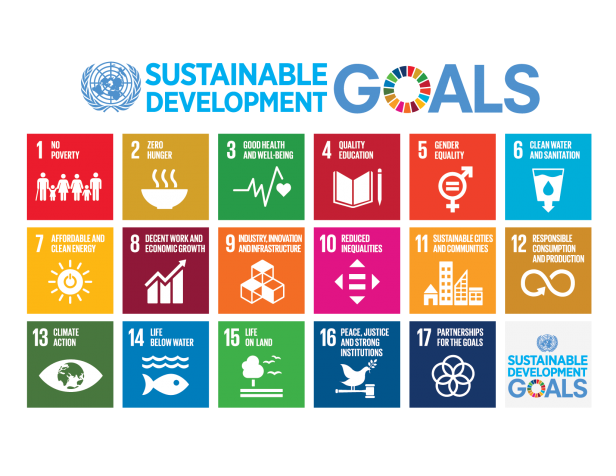 SUSTAINABLE
DEVELOPMENT
GOALS
1 NO
POVERTY
2 ZERO
HUNGER
3 GOOD HEALTH
AND WELL-BEING
4 QUALITY
EDUCATION
5 GENDER
EQUALITY
6 CLEAN WATER
AND SANITATION
7 AFFORDABLE AND
CLEAN ENERGY
8 DECENT WORK AND
ECONOMIC GROWTH
9 INDUSTRY, INNOVATION
AND INFRASTRUCTURE
10 REDUCED
INEQUALITIES
11 SUSTAINABLE CITIES
AND COMMUNITIES
12 RESPONSIBLE
CONSUMPTION
AND PRODUCTION
13 CLIMATE
ACTION
14 LIFE
BELOW WATER
15 LIFE
ON LAND
16 PEACE, JUSTICE
AND STRONG
INSTITUTIONS
17 PARTNERSHIPS
FOR THE GOALS
SUSTAINABLE
DEVELOPMENT
GOALS